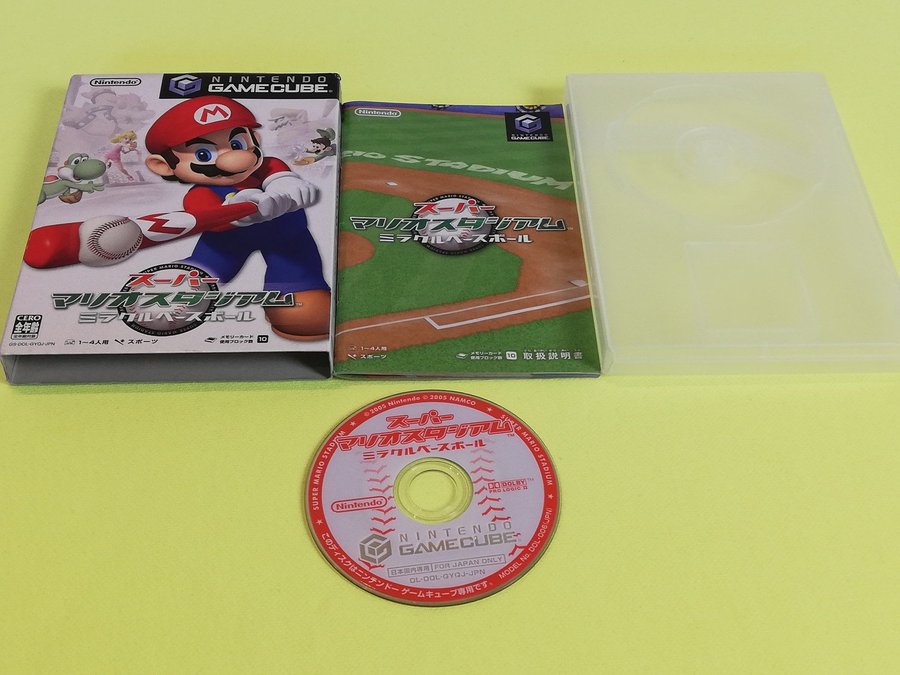 Nintendo
NINTENDO
GAMECUBE
M
SUPER MARIO STADIUM
スーパー
マリオスタジアム™
ミラクルベースボール
CERO
全年齢
GS-DOL-GYQJ-JPN
1〜4人用
スポーツ
メモリーカード
使用ブロック数 10
Nintendo
NINTENDO
GAMECUBE
IO STADIUM
スーパー
マリオスタジアム™
ミラクルベースボール
1〜4人用
スポーツ
メモリーカード
使用ブロック数 10
取扱説明書
© 2005 Nintendo © 2005 NAMCO
★ SUPER MARIO STADIUM ★
★ SUPER MARIO STADIUM ★
スーパー
マリオスタジアム™
ミラクルベースボール
DOLBY™
PRO LOGIC II
Nintendo
NINTENDO
GAMECUBE
日本国内専用 FOR JAPAN ONLY
DL-DOL-GYQJ-JPN
このディスクはニンテンドーゲームキューブ専用です。
MODEL No. DOL-006(JPN)